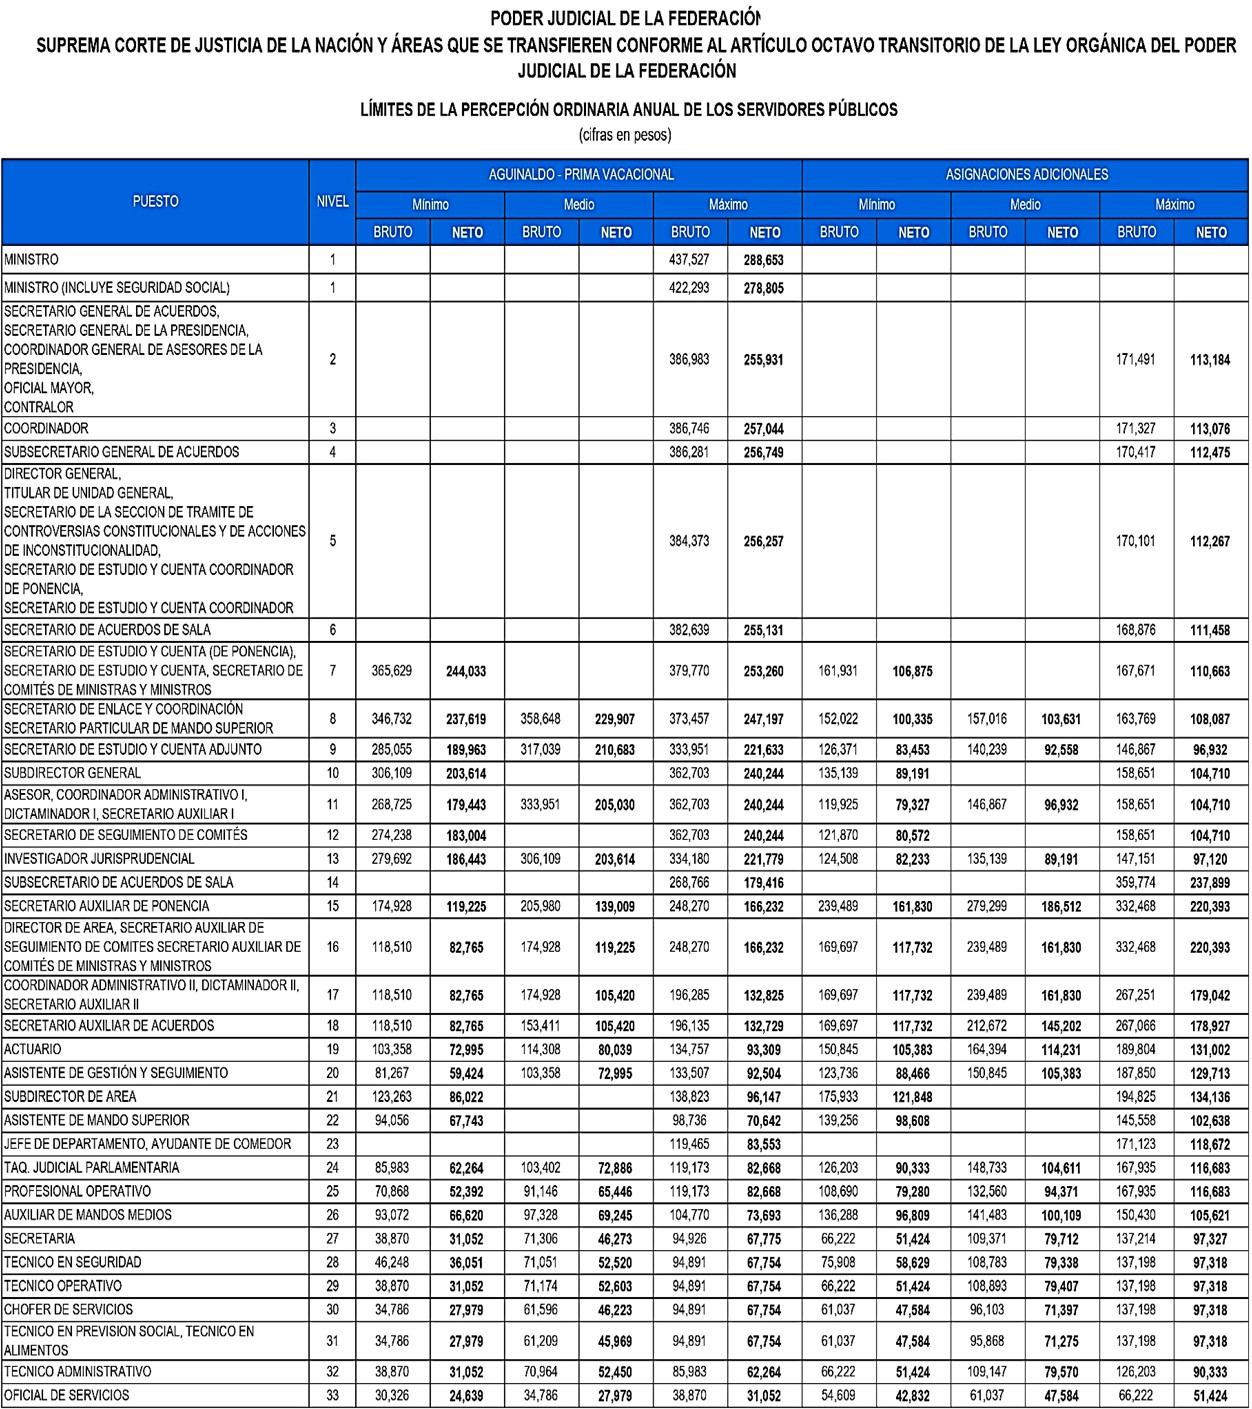 PODER JUDICIAL DE LA FEDERACIÓN
SUPREMA CORTE DE JUSTICIA DE LA NACIÓN Y ÁREAS QUE SE TRANSFIEREN CONFORME AL ARTÍCULO OCTAVO TRANSITORIO DE LA LEY ORGÁNICA DEL PODER
JUDICIAL DE LA FEDERACIÓN
LÍMITES DE LA PERCEPCIÓN ORDINARIA ANUAL DE LOS SERVIDORES PÚBLICOS
(cifras en pesos)
PUESTO NIVEL AGUINALDO - PRIMA VACACIONAL ASIGNACIONES ADICIONALES
Mínimo Medio Máximo Mínimo Medio Máximo
BRUTO NETO BRUTO NETO BRUTO NETO BRUTO NETO BRUTO NETO BRUTO NETO
MINISTRO 1 437,527 288,653
MINISTRO (INCLUYE SEGURIDAD SOCIAL) 1 422,293 278,805
SECRETARIO GENERAL DE ACUERDOS,
SECRETARIO GENERAL DE LA PRESIDENCIA,
COORDINADOR GENERAL DE ASESORES DE LA
PRESIDENCIA,
OFICIAL MAYOR,
CONTRALOR
2 386,983 255,931 171,491 113,184
COORDINADOR 3 386,746 257,044 171,327 113,076
SUBSECRETARIO GENERAL DE ACUERDOS 4 386,281 256,749 170,417 112,475
DIRECTOR GENERAL,
TITULAR DE UNIDAD GENERAL,
SECRETARIO DE LA SECCION DE TRAMITE DE
CONTROVERSIAS CONSTITUCIONALES Y DE ACCIONES
DE INCONSTITUCIONALIDAD,
SECRETARIO DE ESTUDIO Y CUENTA COORDINADOR
DE PONENCIA,
SECRETARIO DE ESTUDIO Y CUENTA COORDINADOR
5 384,373 256,257 170,101 112,267
SECRETARIO DE ACUERDOS DE SALA 6 382,639 255,131 168,876 111,458
SECRETARIO DE ESTUDIO Y CUENTA (DE PONENCIA),
SECRETARIO DE ESTUDIO Y CUENTA, SECRETARIO DE
COMITÉS DE MINISTRAS Y MINISTROS
7 365,629 244,033 379,770 253,260 161,931 106,875 167,671 110,663
SECRETARIO DE ENLACE Y COORDINACIÓN
SECRETARIO PARTICULAR DE MANDO SUPERIOR
8 346,732 237,619 358,648 229,907 373,457 247,197 152,022 100,335 157,016 103,631 163,769 108,087
SECRETARIO DE ESTUDIO Y CUENTA ADJUNTO 9 285,055 189,963 317,039 210,683 333,951 221,633 126,371 83,453 140,239 92,558 146,867 96,932
SUBDIRECTOR GENERAL 10 306,109 203,614 362,703 240,244 135,139 89,191 158,651 104,710
ASESOR, COORDINADOR ADMINISTRATIVO I,
DICTAMINADOR I, SECRETARIO AUXILIAR I
11 268,725 179,443 333,951 205,030 362,703 240,244 119,925 79,327 146,867 96,932 158,651 104,710
SECRETARIO DE SEGUIMIENTO DE COMITÉS 12 274,238 183,004 362,703 240,244 121,870 80,572 158,651 104,710
INVESTIGADOR JURISPRUDENCIAL 13 279,692 186,443 306,109 203,614 334,180 221,779 124,508 82,233 135,139 89,191 147,151 97,120
SUBSECRETARIO DE ACUERDOS DE SALA 14 268,766 179,416 359,774 237,899
SECRETARIO AUXILIAR DE PONENCIA 15 174,928 119,225 205,980 139,009 248,270 166,232 239,489 161,830 279,299 186,512 332,468 220,393
DIRECTOR DE AREA, SECRETARIO AUXILIAR DE
SEGUIMIENTO DE COMITES SECRETARIO AUXILIAR DE
COMITÉS DE MINISTRAS Y MINISTROS
16 118,510 82,765 174,928 119,225 248,270 166,232 169,697 117,732 239,489 161,830 332,468 220,393
COORDINADOR ADMINISTRATIVO II, DICTAMINADOR II,
SECRETARIO AUXILIAR II
17 118,510 82,765 174,928 105,420 196,285 132,825 169,697 117,732 239,489 161,830 267,251 179,042
SECRETARIO AUXILIAR DE ACUERDOS 18 118,510 82,765 153,411 105,420 196,135 132,729 169,697 117,732 212,672 145,202 267,066 178,927
ACTUARIO 19 103,358 72,995 114,308 80,039 134,757 93,309 150,845 105,383 164,394 114,231 189,804 131,002
ASISTENTE DE GESTIÓN Y SEGUIMIENTO 20 81,267 59,424 103,358 72,995 133,507 92,504 123,736 88,466 150,845 105,383 187,850 129,713
SUBDIRECTOR DE AREA 21 123,263 86,022 138,823 96,147 175,933 121,848 194,825 134,136
ASISTENTE DE MANDO SUPERIOR 22 94,056 67,743 98,736 70,642 139,256 98,608 145,558 102,638
JEFE DE DEPARTAMENTO, AYUDANTE DE COMEDOR 23 119,465 83,553 171,123 118,672
TAQ. JUDICIAL PARLAMENTARIA 24 85,983 62,264 103,402 72,886 119,173 82,668 126,203 90,333 148,733 104,611 167,935 116,683
PROFESIONAL OPERATIVO 25 70,868 52,392 91,146 65,446 119,173 82,668 108,690 79,280 132,560 94,371 167,935 116,683
AUXILIAR DE MANDOS MEDIOS 26 93,072 66,620 97,328 69,245 104,770 73,693 136,288 96,809 141,483 100,109 150,430 105,621
SECRETARIA 27 38,870 31,052 71,306 46,273 94,926 67,775 66,222 51,424 109,371 79,712 137,214 97,327
TECNICO EN SEGURIDAD 28 46,248 36,051 71,051 52,520 94,891 67,754 75,908 58,629 108,783 79,338 137,198 97,318
TECNICO OPERATIVO 29 38,870 31,052 71,174 52,603 94,891 67,754 66,222 51,424 108,893 79,407 137,198 97,318
CHOFER DE SERVICIOS 30 34,786 27,979 61,596 46,223 94,891 67,754 61,037 47,584 96,103 71,397 137,198 97,318
TECNICO EN PREVISION SOCIAL, TECNICO EN
ALIMENTOS
31 34,786 27,979 61,209 45,969 94,891 67,754 61,037 47,584 95,868 71,275 137,198 97,318
TECNICO ADMINISTRATIVO 32 38,870 31,052 70,964 52,450 85,983 62,264 66,222 51,424 109,147 79,570 126,203 90,333
OFICIAL DE SERVICIOS 33 30,326 24,639 34,786 27,979 38,870 31,052 54,609 42,832 61,037 47,584 66,222 51,424